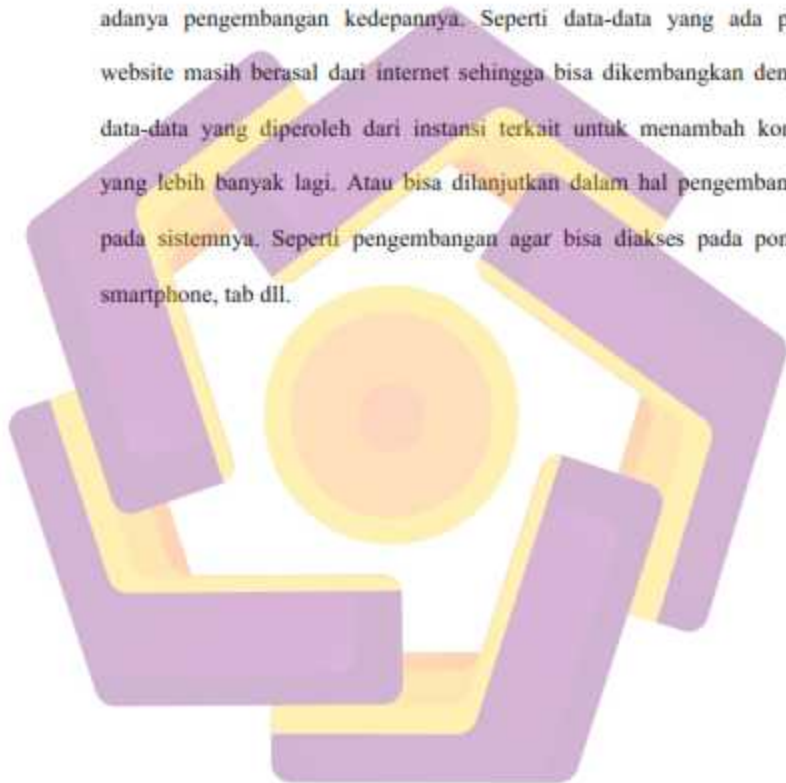 adanya pengembangan kedepannya. Seperti data-data yang ada
website masih berasal dari internet sehingga bisa dikembangkan
data-data yang diperoleh dari instansi terkait untuk menambah
yang lebih banyak lagi. Atau bisa dilanjutkan dalam hal
pada sistemnya. Seperti pengembangan agar bisa diakses pada
smartphone, tab dll.